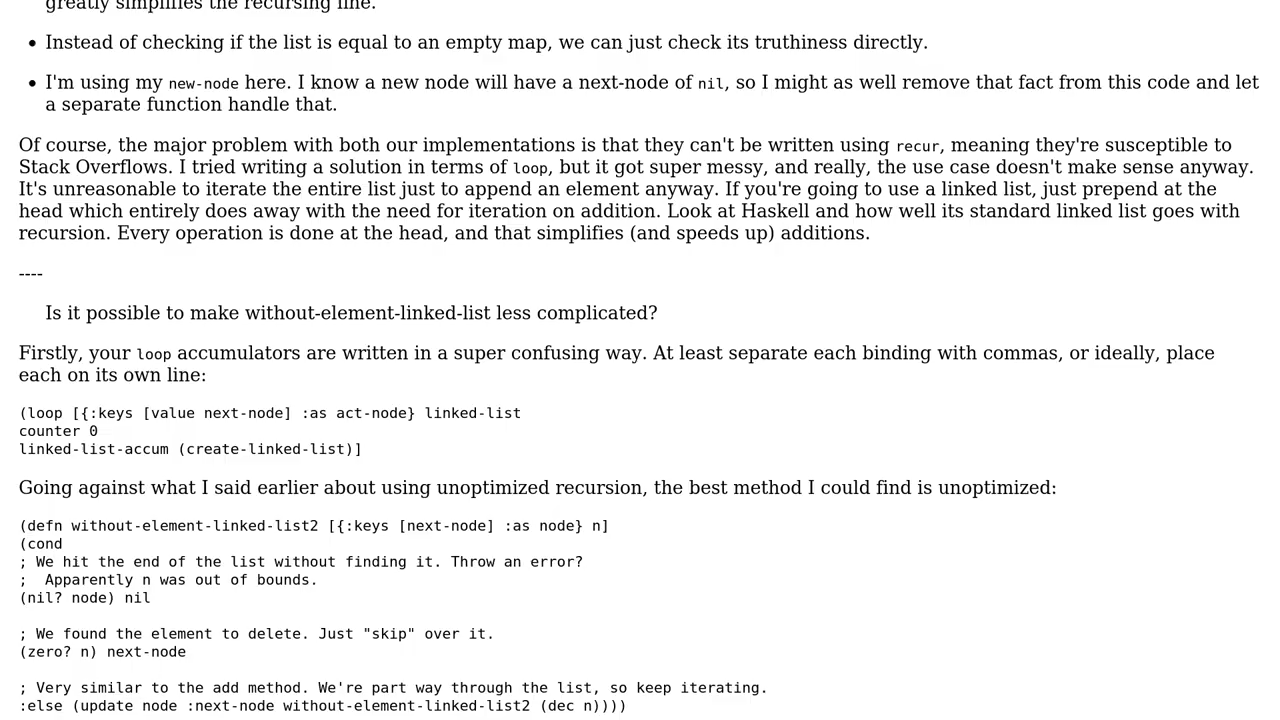 greatly simplifies the recursing line.
• Instead of checking if the list is equal to an empty map, we can just check its truthiness directly.
• I'm using my new-node here. I know a new node will have a next-node of nil, so I might as well remove that fact from this code and let
a separate function handle that.
Of course, the major problem with both our implementations is that they can't be written using recur, meaning they're susceptible to
Stack Overflows. I tried writing a solution in terms of loop, but it got super messy, and really, the use case doesn't make sense anyway.
It's unreasonable to iterate the entire list just to append an element anyway. If you're going to use a linked list, just prepend at the
head which entirely does away with the need for iteration on addition. Look at Haskell and how well its standard linked list goes with
recursion. Every operation is done at the head, and that simplifies (and speeds up) additions.
----
Is it possible to make without-element-linked-list less complicated?
Firstly, your loop accumulators are written in a super confusing way. At least separate each binding with commas, or ideally, place
each on its own line:
(loop [{:keys [value next-node] :as act-node} linked-list
counter 0
linked-list-accum (create-linked-list)]
Going against what I said earlier about using unoptimized recursion, the best method I could find is unoptimized:
(defn without-element-linked-list2 [{:keys [next-node] :as node} n]
(cond
; We hit the end of the list without finding it. Throw an error?
;  Apparently n was out of bounds.
(nil? node) nil
; We found the element to delete. Just "skip" over it.
(zero? n) next-node
; Very similar to the add method. We're part way through the list, so keep iterating.
:else (update node :next-node without-element-linked-list2 (dec n))))